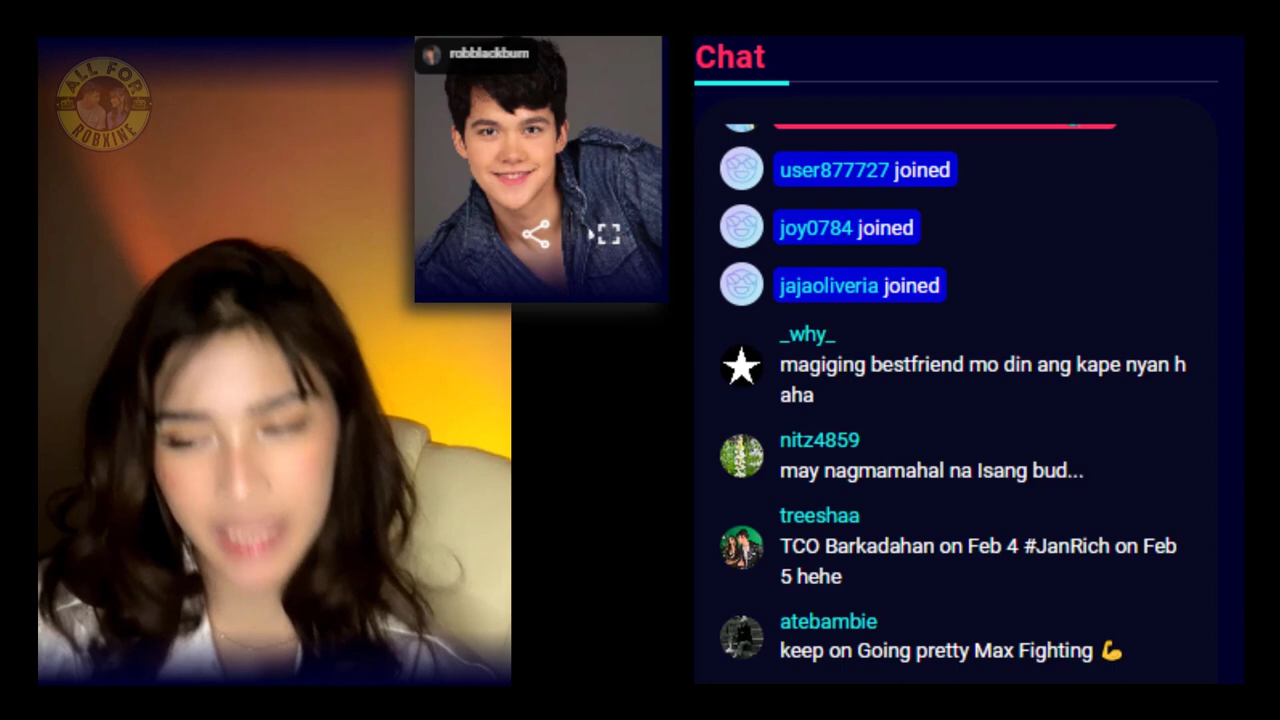 ALL FOR
ROBXINE
robblackburn
Chat
user877727 joined
joy0784 joined
jajaoliveria joined
_why_
magiging bestfriend mo din ang kape nyan h
aha
nitz4859
may nagmamahal na Isang bud...
treeshaa
TCO Barkadahan on Feb 4 #JanRich on Feb
5 hehe
atebambie
keep on Going pretty Max Fighting 💪